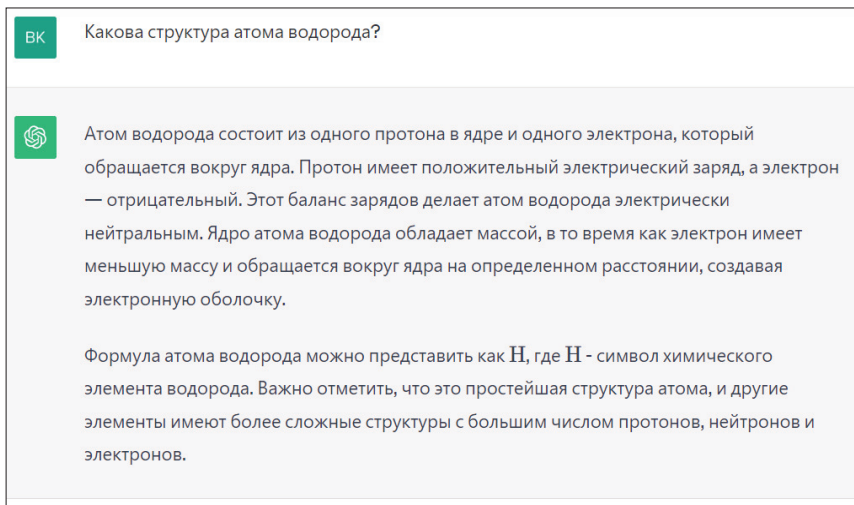 ВК
Какова структура атома водорода?
Атом водорода состоит из одного протона в ядре и одного электрона, который
обращается вокруг ядра. Протон имеет положительный электрический заряд, а электрон
— отрицательный. Этот баланс зарядов делает атом водорода электрически
нейтральным. Ядро атома водорода обладает массой, в то время как электрон имеет
меньшую массу и обращается вокруг ядра на определенном расстоянии, создавая
электронную оболочку.
Формула атома водорода можно представить как H, где H - символ химического
элемента водорода. Важно отметить, что это простейшая структура атома, и другие
элементы имеют более сложные структуры с большим числом протонов, нейтронов и
электронов.